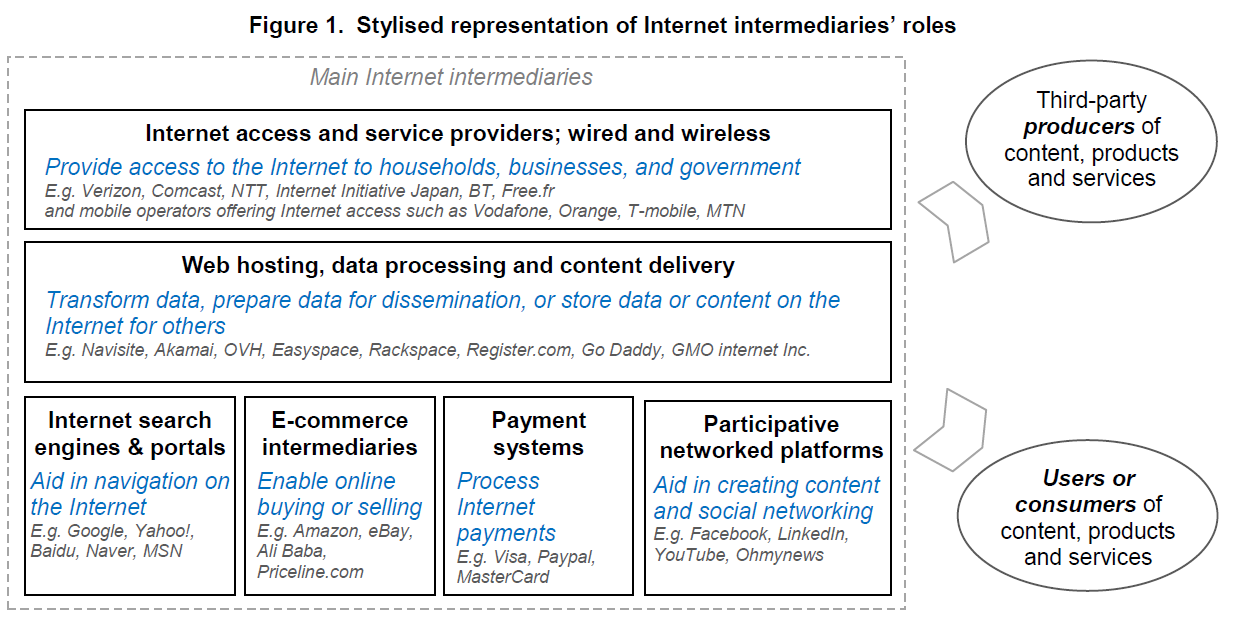 Figure 1.  Stylised representation of Internet intermediaries’ roles
Main Internet intermediaries
Internet access and service providers; wired and wireless
Provide access to the Internet to households, businesses, and government
E.g. Verizon, Comcast, NTT, Internet Initiative Japan, BT, Free.fr
and mobile operators offering Internet access such as Vodafone, Orange, T-mobile, MTN
Web hosting, data processing and content delivery
Transform data, prepare data for dissemination, or store data or content on the
Internet for others
E.g. Navisite, Akamai, OVH, Easyspace, Rackspace, Register.com, Go Daddy, GMO internet Inc.
Internet search
engines & portals
Aid in navigation on
the Internet
E.g. Google, Yahoo!,
Baidu, Naver, MSN
E-commerce
intermediaries
Enable online
buying or selling
E.g. Amazon, eBay,
Ali Baba,
Priceline.com
Payment
systems
Process
Internet
payments
E.g. Visa, Paypal,
MasterCard
Participative
networked platforms
Aid in creating content
and social networking
E.g. Facebook, LinkedIn,
YouTube, Ohmynews
Third-party
producers of
content, products
and services
Users or
consumers of
content, products
and services